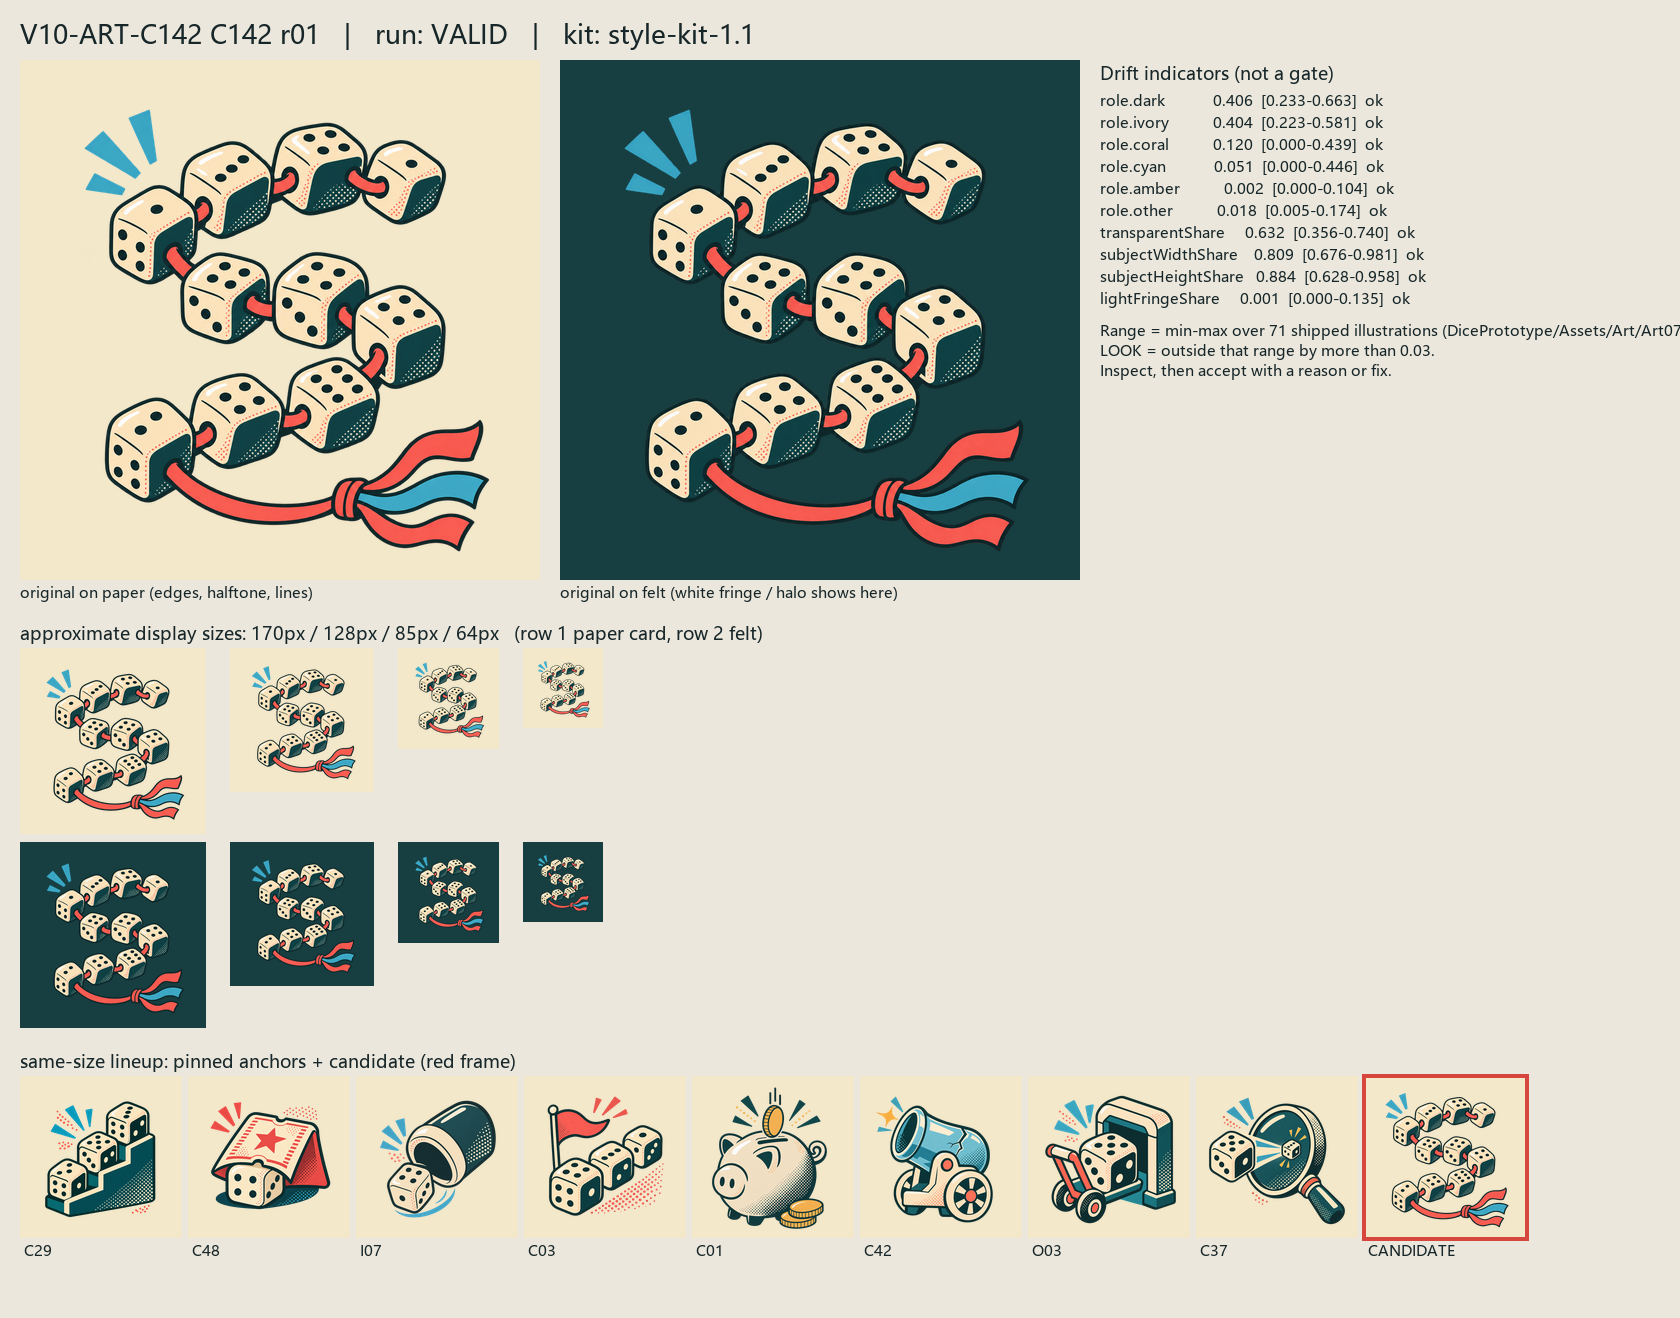 V10-ART-C142 C142 r01 | run: VALID | kit: style-kit-1.1
Drift indicators (not a gate)
role.dark 0.406 [0.233-0.663] ok
role.ivory 0.404 [0.223-0.581] ok
role.coral 0.120 [0.000-0.439] ok
role.cyan 0.051 [0.000-0.446] ok
role.amber 0.002 [0.000-0.104] ok
role.other 0.018 [0.005-0.174] ok
transparentShare 0.632 [0.356-0.740] ok
subjectWidthShare 0.809 [0.676-0.981] ok
subjectHeightShare 0.884 [0.628-0.958] ok
lightFringeShare 0.001 [0.000-0.135] ok
Range = min-max over 71 shipped illustrations (DicePrototype/Assets/Art/Art07
LOOK = outside that range by more than 0.03.
Inspect, then accept with a reason or fix.
original on paper (edges, halftone, lines)
original on felt (white fringe / halo shows here)
approximate display sizes: 170px / 128px / 85px / 64px (row 1 paper card, row 2 felt)
same-size lineup: pinned anchors + candidate (red frame)
C29
C48
I07
C03
C01
C42
O03
C37
CANDIDATE